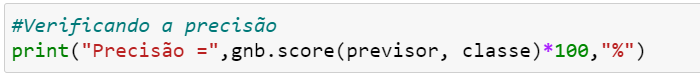 #Verificando a precisão
print("Precisão =",gnb.score(previsor, classe)*100,"%")